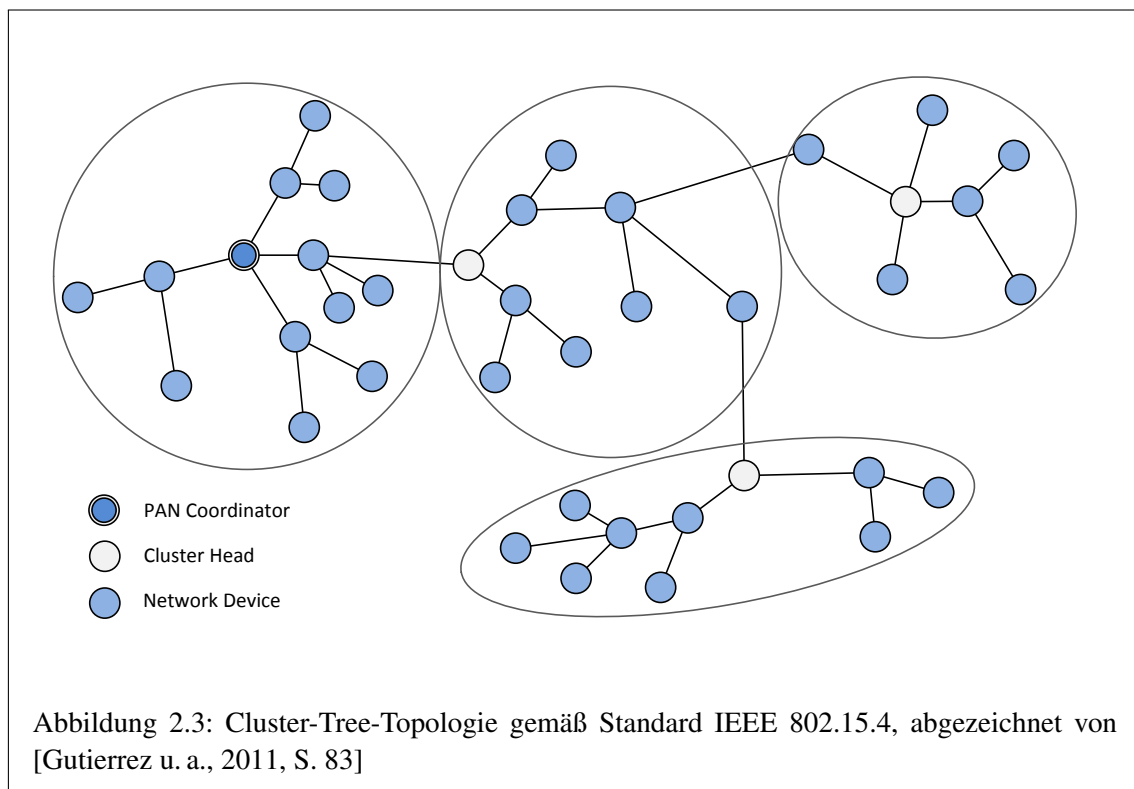 PAN Coordinator
Cluster Head
Network Device
Abbildung 2.3: Cluster-Tree-Topologie gemäß Standard IEEE 802.15.4, abgezeichnet von
[Gutierrez u. a., 2011, S. 83]